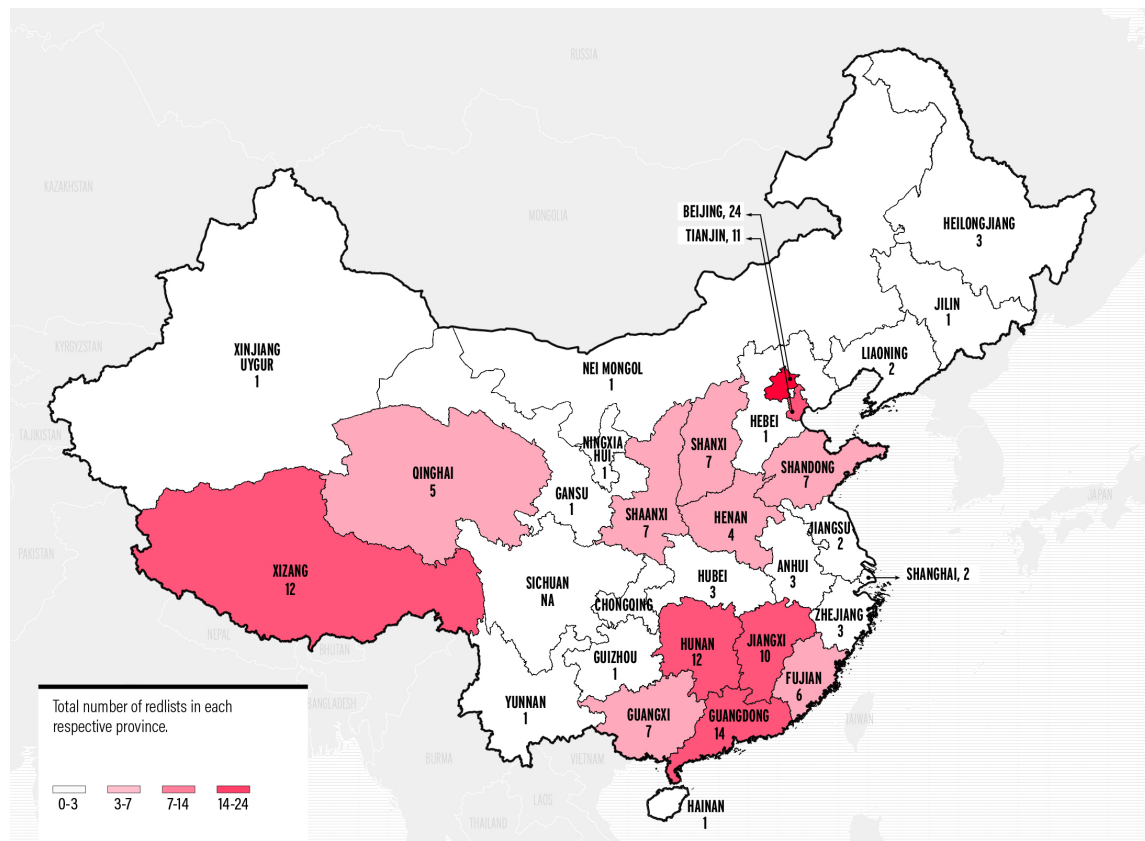 RUSSIA
KAZAKHSTAN
MONGOLIA
BEIJING, 24
TIANJIN, 11
HEILONGJIANG
3
JILIN
1
LIAONING
2
KYRGYZSTAN
XINJIANG
UYGUR
1
NEI MONGOL
1
TAJIKISTAN
HEBEI
1
NINGXIA
HUI
1
SHANXI
7
SHANDONG
7
QINGHAI
5
GANSU
1
SHAANXI
7
HENAN
4
JIANGSU
2
JAPAN
PAKISTAN
XIZANG
12
SICHUAN
NA
CHONGQING
HUBEI
3
ANHUI
3
SHANGHAI, 2
ZHEJIANG
3
NEPAL
BHUTAN
GUIZHOU
1
HUNAN
12
JIANGXI
10
FUJIAN
6
BANGLADESH
YUNNAN
1
GUANGXI
7
GUANGDONG
14
TAIWAN
BURMA
VIETNAM
LAOS
THAILAND
HAINAN
1
Total number of redlists in each
respective province.
0-3
3-7
7-14
14-24